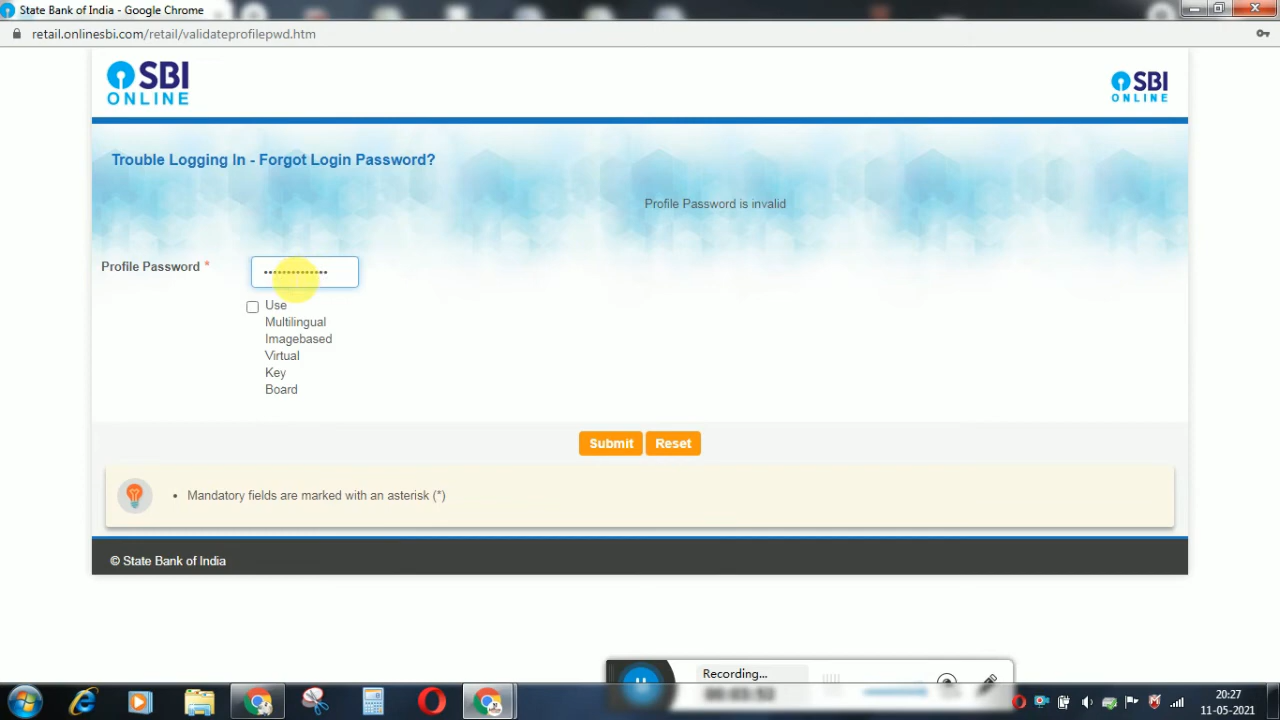 State Bank of India - Google Chrome
retail.onlinesbi.com/retail/validateprofilepwd.htm
SBI
ONLINE
SBI
ONLINE
Trouble Logging In - Forgot Login Password?
Profile Password is invalid
Profile Password *
Use
Multilingual
Imagebased
Virtual
Key
Board
Submit Reset
• Mandatory fields are marked with an asterisk (*)
© State Bank of India
Recording...
20:27
11-05-2021